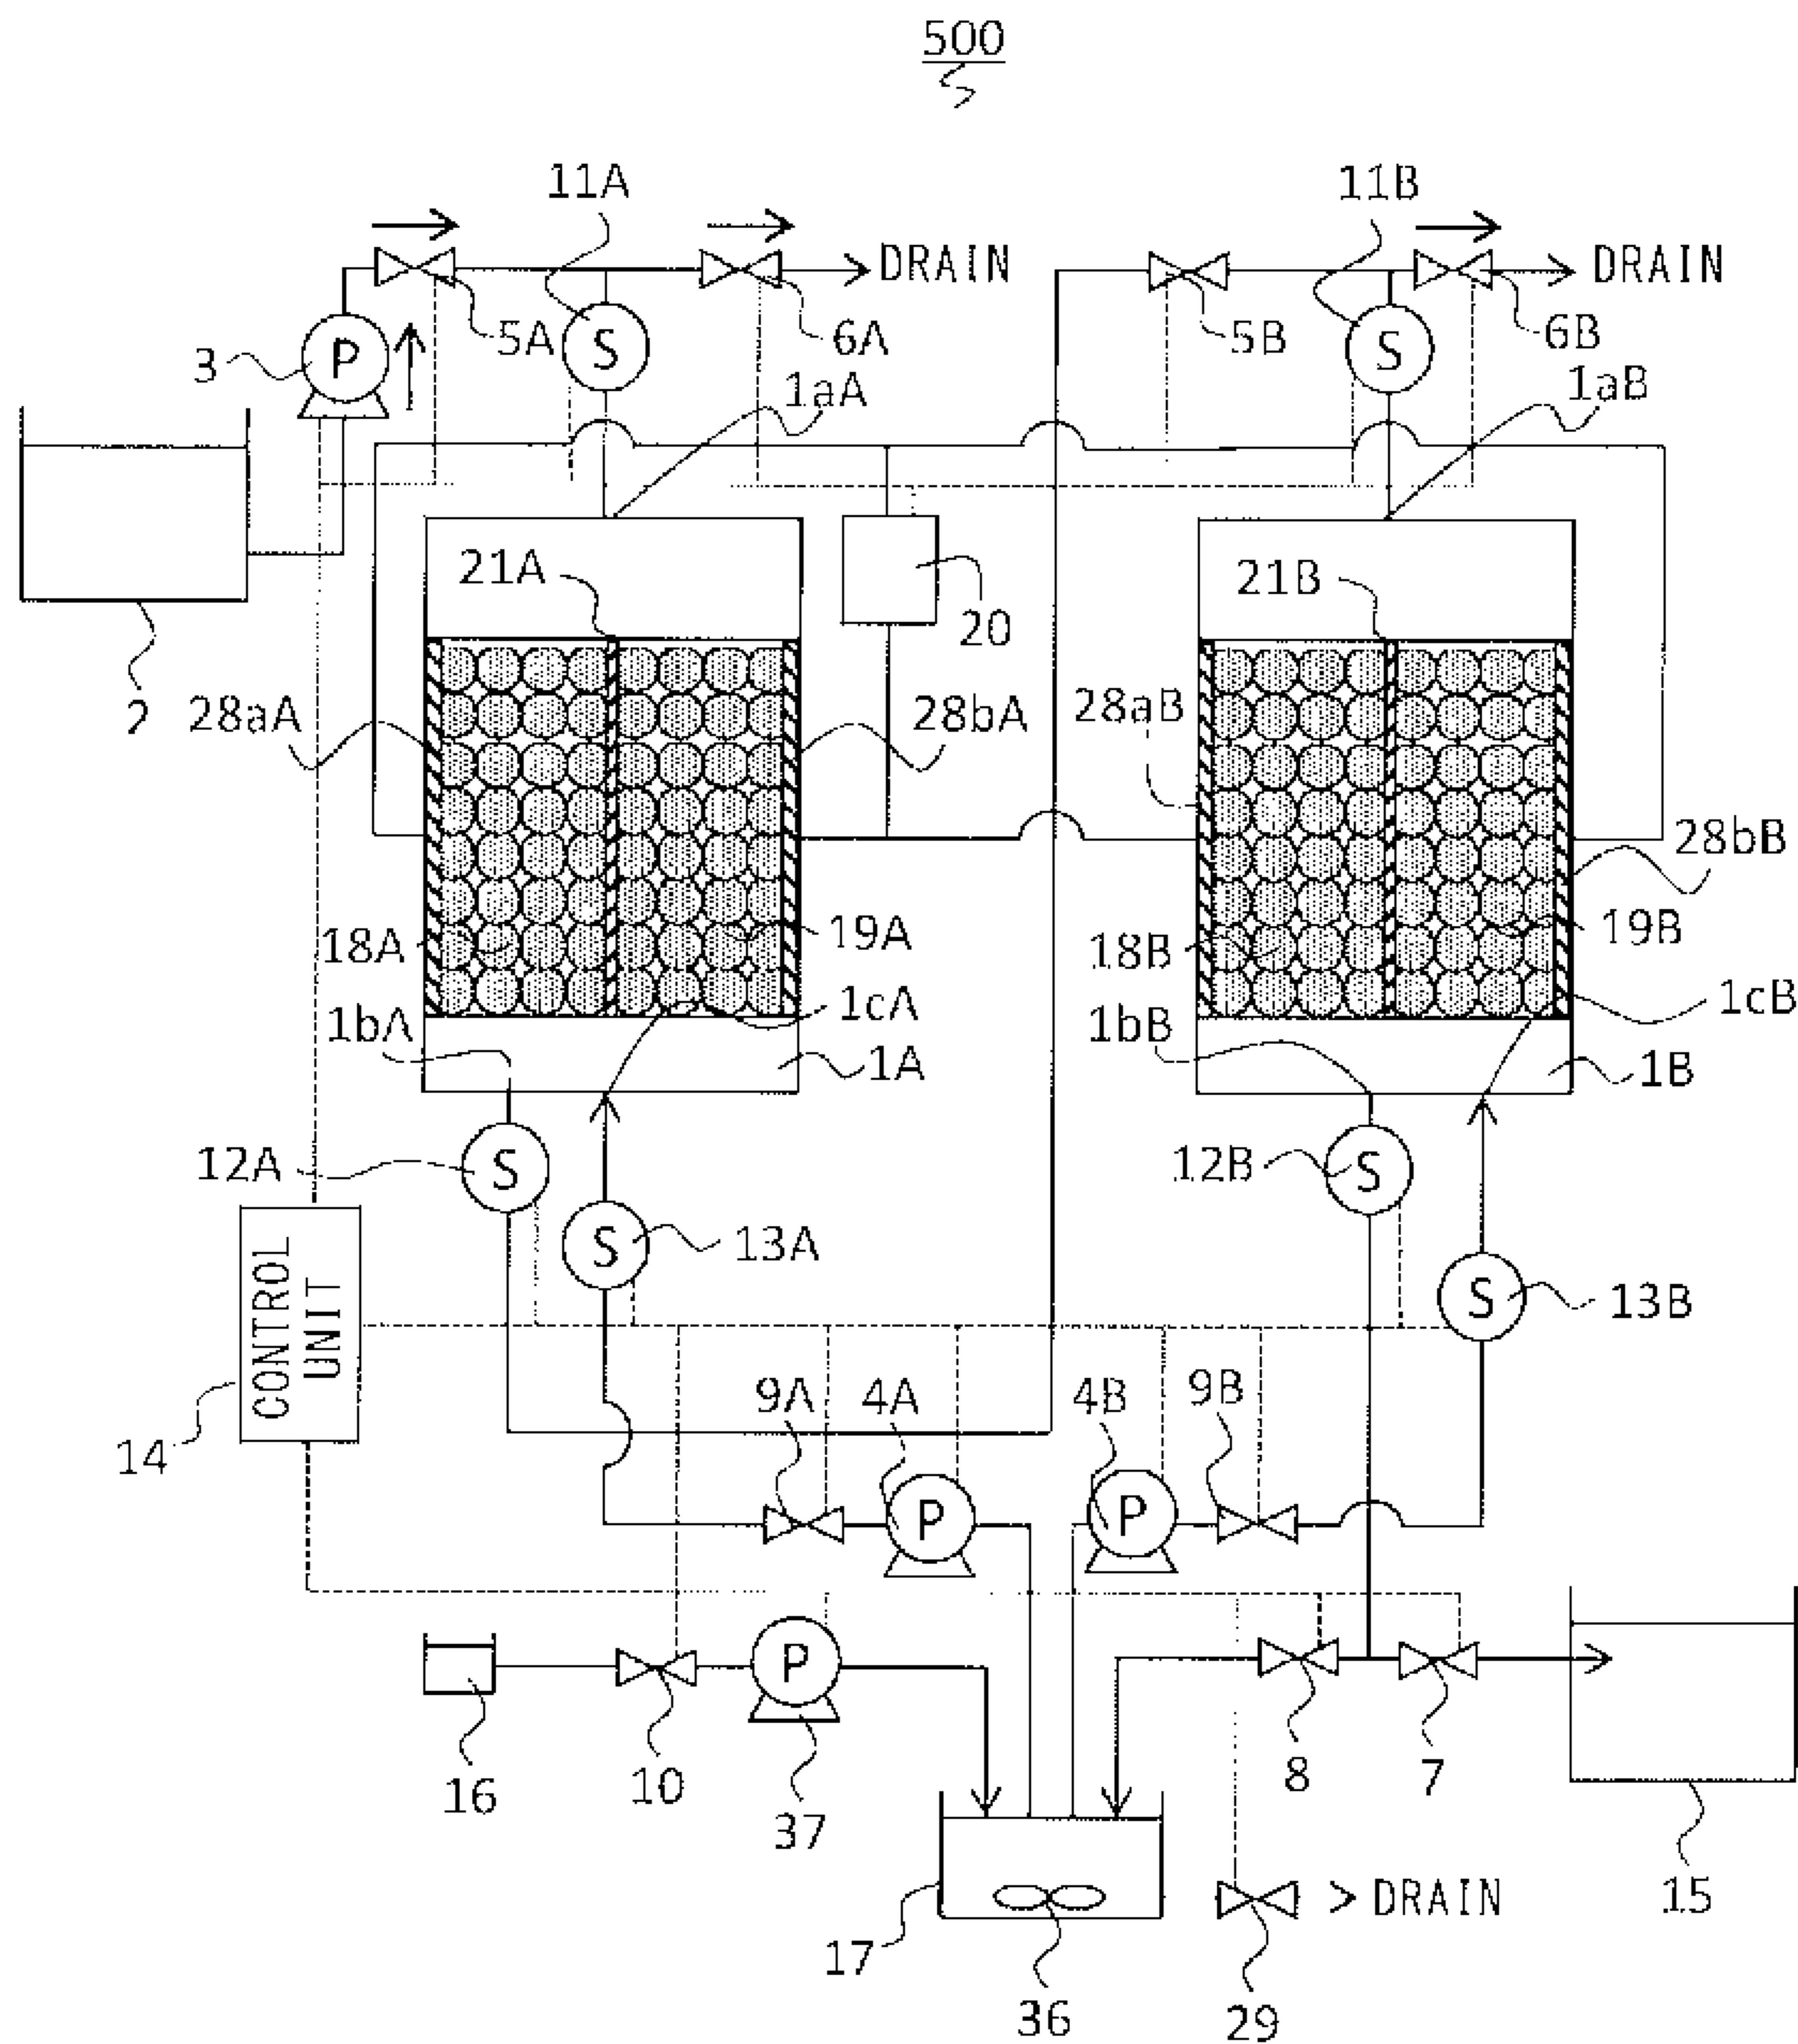 500
11A
11B
DRAIN
DRAIN
3
P
5A
S
6A
5B
S
6B
1aA
1aB
21A
20
21B
2
28aA
28bA
28aB
28bB
18A
19A
18B
19B
1bA
1cA
1bB
1cB
1A
1B
12A
S
12B
S
S
13A
S
13B
CONTROL
UNIT
14
9A
4A
4B
9B
P
P
P
16
10
37
8
7
15
17
36
29
DRAIN